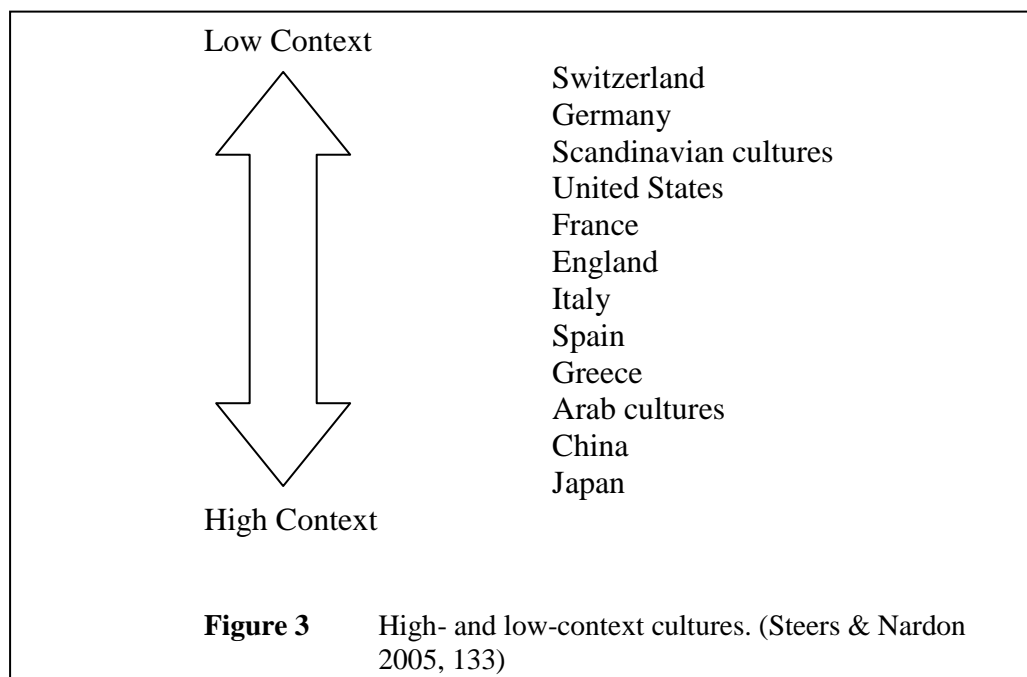 Low Context
Switzerland
Germany
Scandinavian cultures
United States
France
England
Italy
Spain
Greece
Arab cultures
China
Japan
High Context
Figure 3 High- and low-context cultures. (Steers & Nardon
2005, 133)